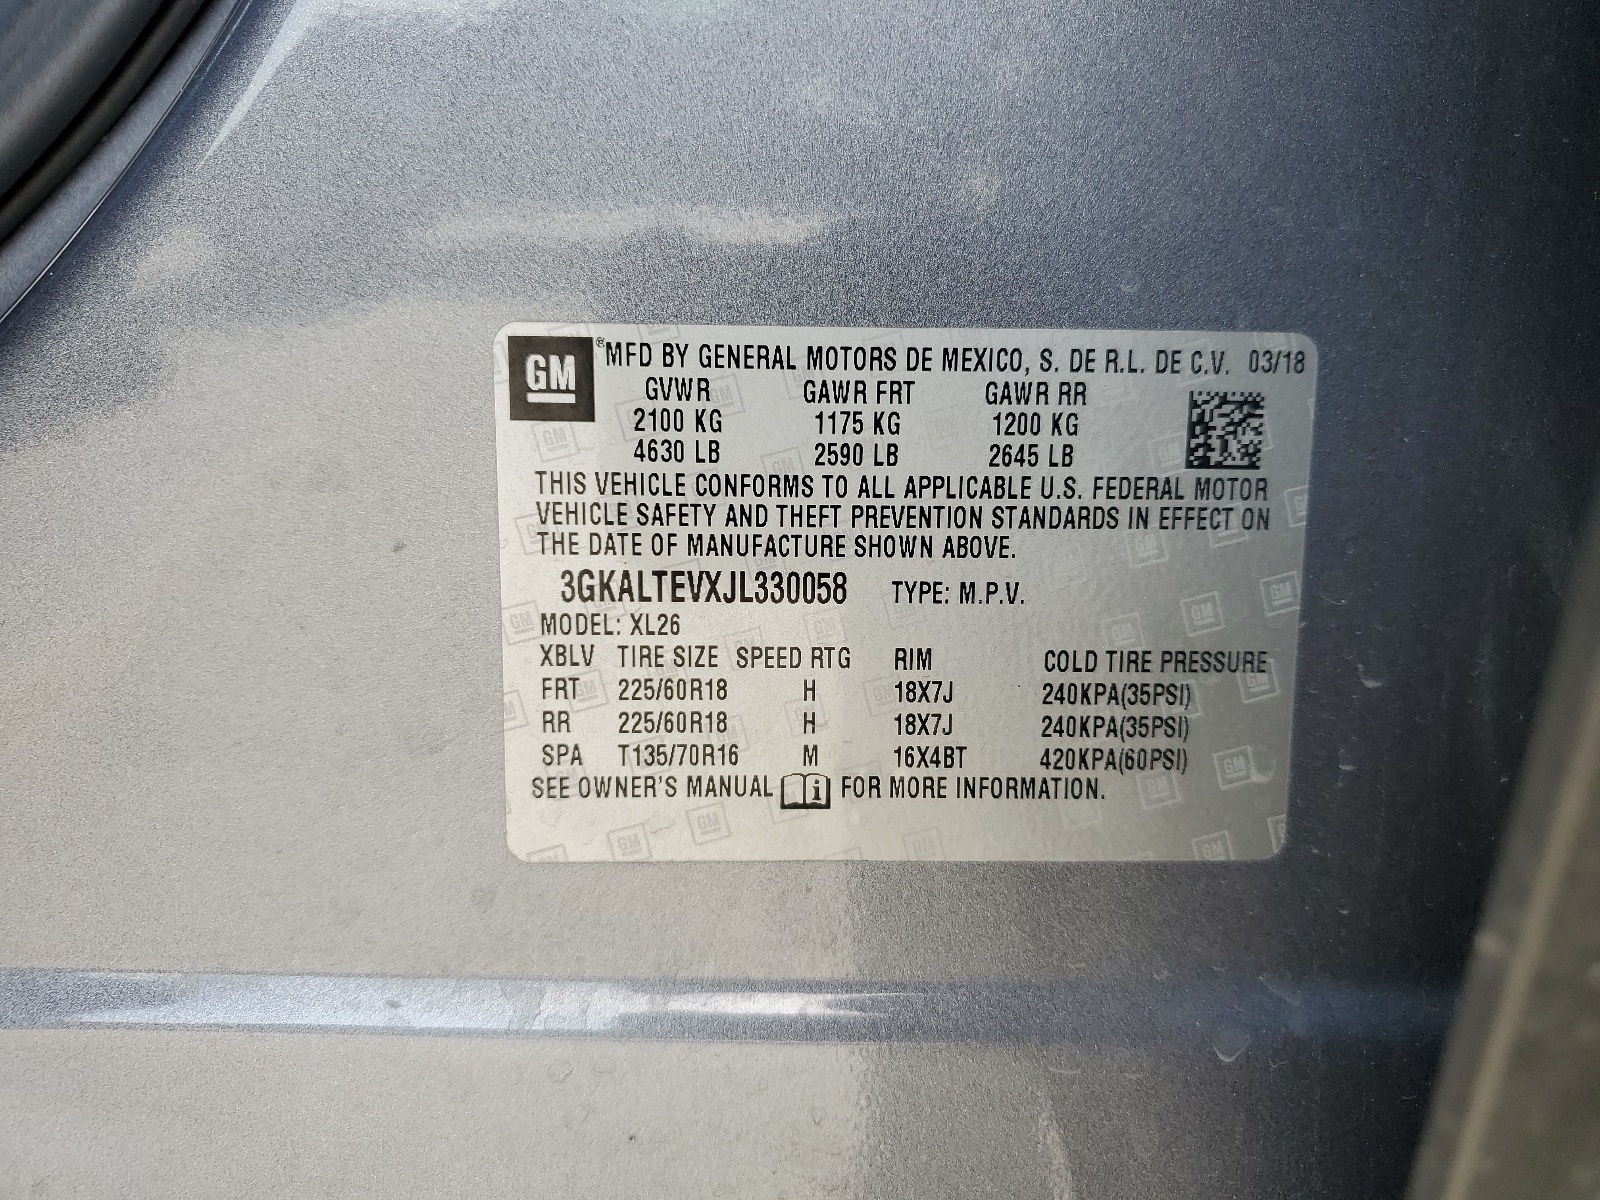 GM ® MFD BY GENERAL MOTORS DE MEXICO, S. DE R.L. DE C.V. 03/18
GVWR GAWR FRT GAWR RR
2100 KG 1175 KG 1200 KG
4630 LB 2590 LB 2645 LB
THIS VEHICLE CONFORMS TO ALL APPLICABLE U.S. FEDERAL MOTOR
VEHICLE SAFETY AND THEFT PREVENTION STANDARDS IN EFFECT ON
THE DATE OF MANUFACTURE SHOWN ABOVE.
3GKALTEVXJL330058 TYPE: M.P.V.
MODEL: XL26
XBLV TIRE SIZE SPEED RTG RIM COLD TIRE PRESSURE
FRT 225/60R18 H 18X7J 240KPA(35PSI)
RR 225/60R18 H 18X7J 240KPA(35PSI)
SPA T135/70R16 M 16X4BT 420KPA(60PSI)
SEE OWNER'S MANUAL i FOR MORE INFORMATION.